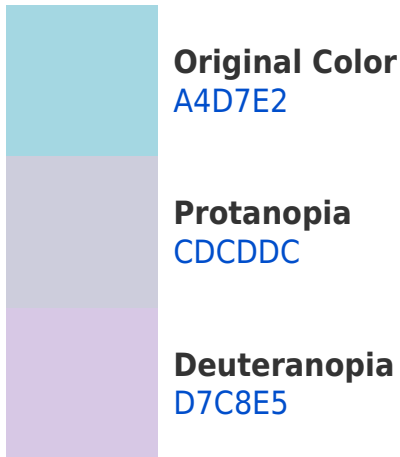 Original Color
A4D7E2
Protanopia
CDCDDC
Deuteranopia
D7C8E5